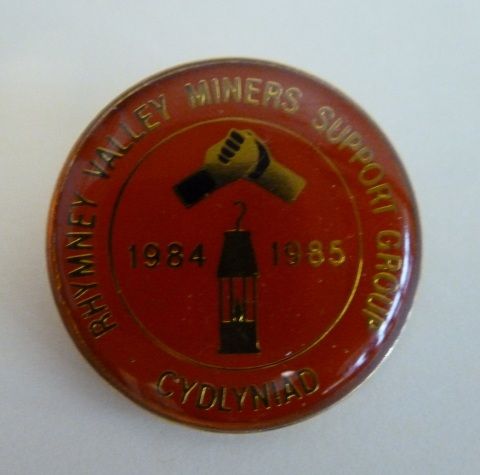 RHYMNEY VALLEY MINERS SUPPORT GROUP
1984 1985
CYDLYNIAD